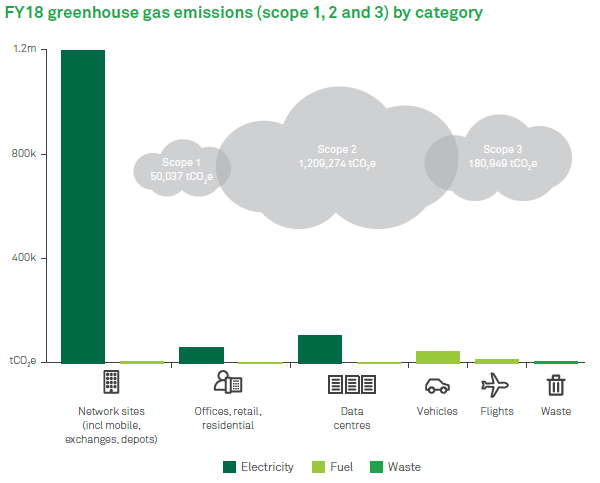 FY18 greenhouse gas emissions (scope 1, 2 and 3) by category
1.2m
800k
400k
tCO₂e
Scope 1
50,037 tCO₂e
Scope 2
1,209,274 tCO₂e
Scope 3
180,949 tCO₂e
Network sites
(incl mobile,
exchanges, depots)
Offices, retail,
residential
Data
centres
Vehicles
Flights
Waste
Electricity
Fuel
Waste